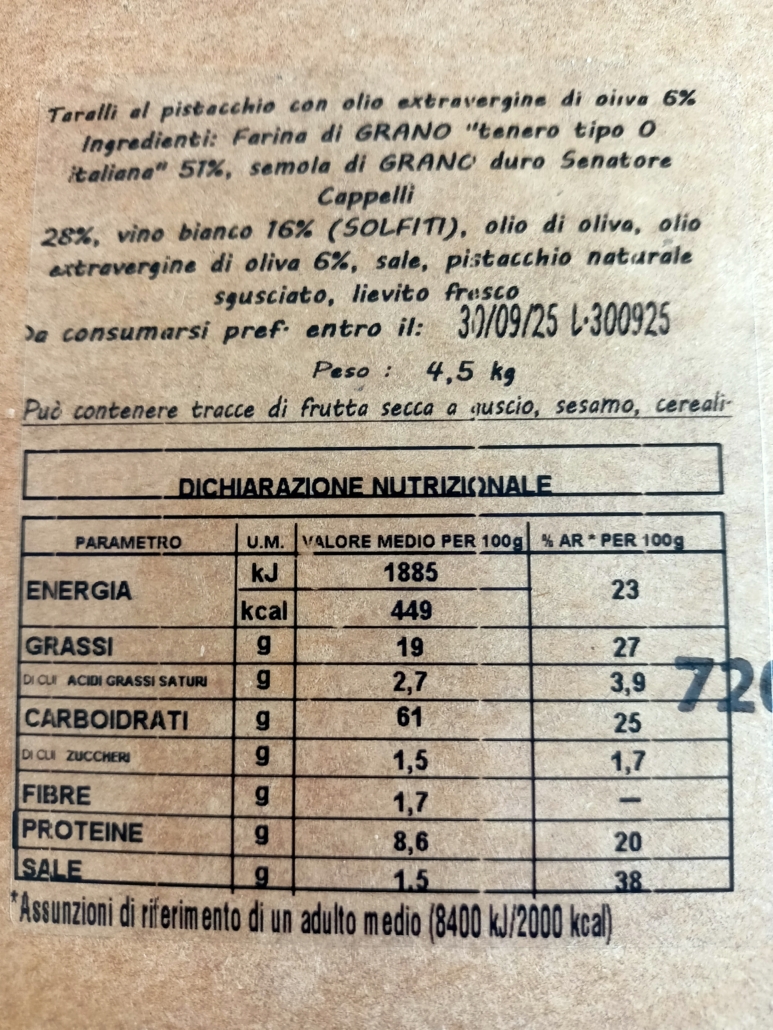 Taralli al pistacchio con olio extravergine di oliva 6%
Ingredienti: Farina di GRANO "tenero tipo 0
italiana" 51%, semola di GRANO duro Senatore
Cappelli
28%, vino bianco 16% (SOLFITI), olio di oliva, olio
extravergine di oliva 6%, sale, pistacchio naturale
sgusciato, lievito fresco
Da consumarsi pref. entro il: 30/09/25 L.300925
Peso : 4,5 kg
Può contenere tracce di frutta secca a guscio, sesamo, cereali-
DICHIARAZIONE NUTRIZIONALE
PARAMETRO U.M. VALORE MEDIO PER 100g % AR * PER 100g
ENERGIA kJ 1885 23
kcal 449
GRASSI g 19 27
DI CUI ACIDI GRASSI SATURI g 2,7 3,9
720
CARBOIDRATI g 61 25
DI CUI ZUCCHERI g 1,5 1,7
FIBRE g 1,7 –
PROTEINE g 8,6 20
SALE g 1.5 38
*Assunzioni di riferimento di un adulto medio (8400 kJ/2000 kcal)